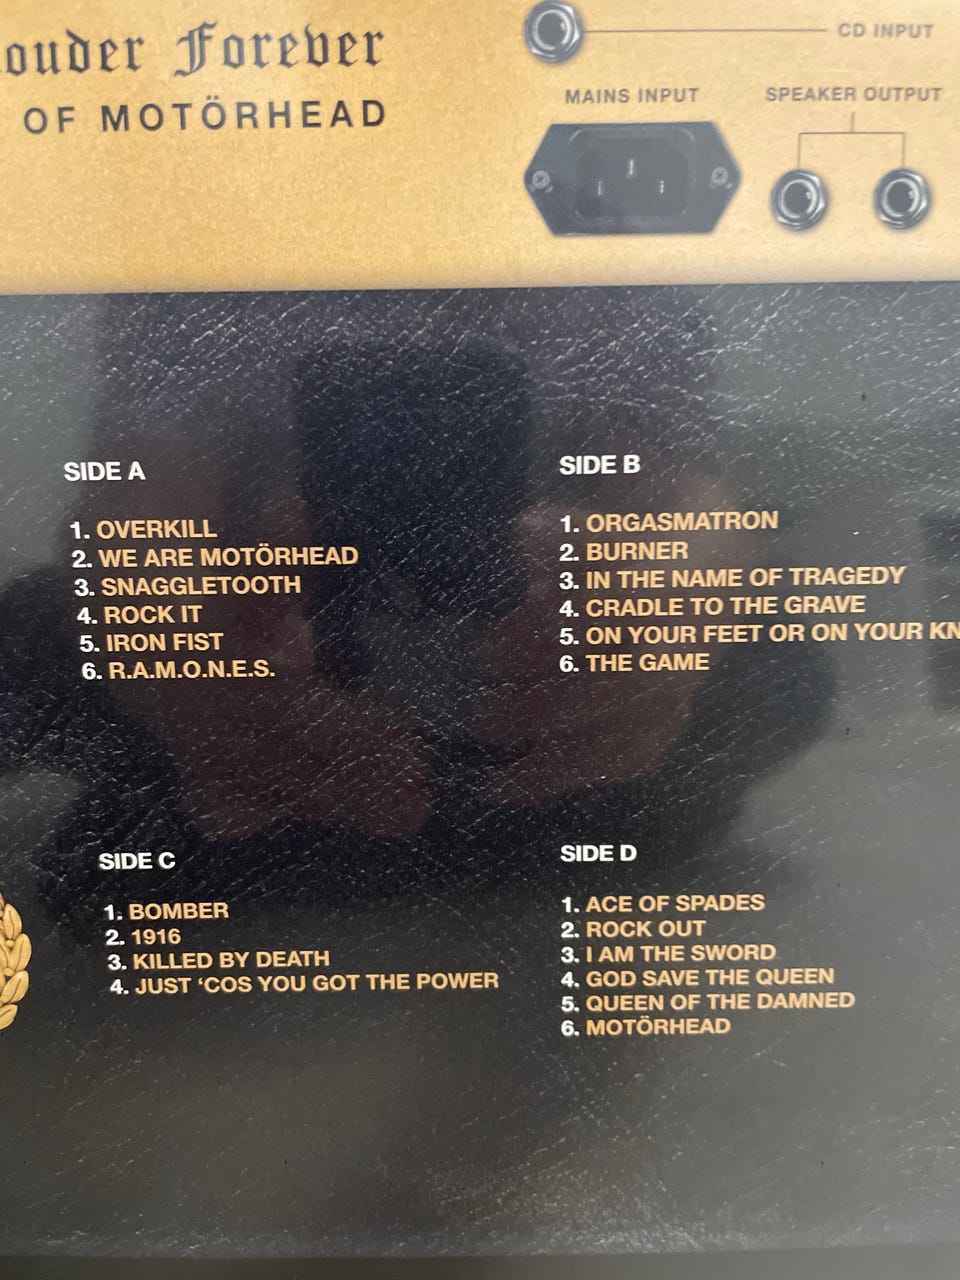 ouder Forever
OF MOTÖRHEAD
CD INPUT
MAINS INPUT
SPEAKER OUTPUT
SIDE A
1. OVERKILL
2. WE ARE MOTÖRHEAD
3. SNAGGLETOOTH
4. ROCK IT
5. IRON FIST
6. R.A.M.O.N.E.S.
SIDE B
1. ORGASMATRON
2. BURNER
3. IN THE NAME OF TRAGEDY
4. CRADLE TO THE GRAVE
5. ON YOUR FEET OR ON YOUR KN
6. THE GAME
SIDE C
1. BOMBER
2. 1916
3. KILLED BY DEATH
4. JUST ‘COS YOU GOT THE POWER
SIDE D
1. ACE OF SPADES
2. ROCK OUT
3. I AM THE SWORD
4. GOD SAVE THE QUEEN
5. QUEEN OF THE DAMNED
6. MOTÖRHEAD